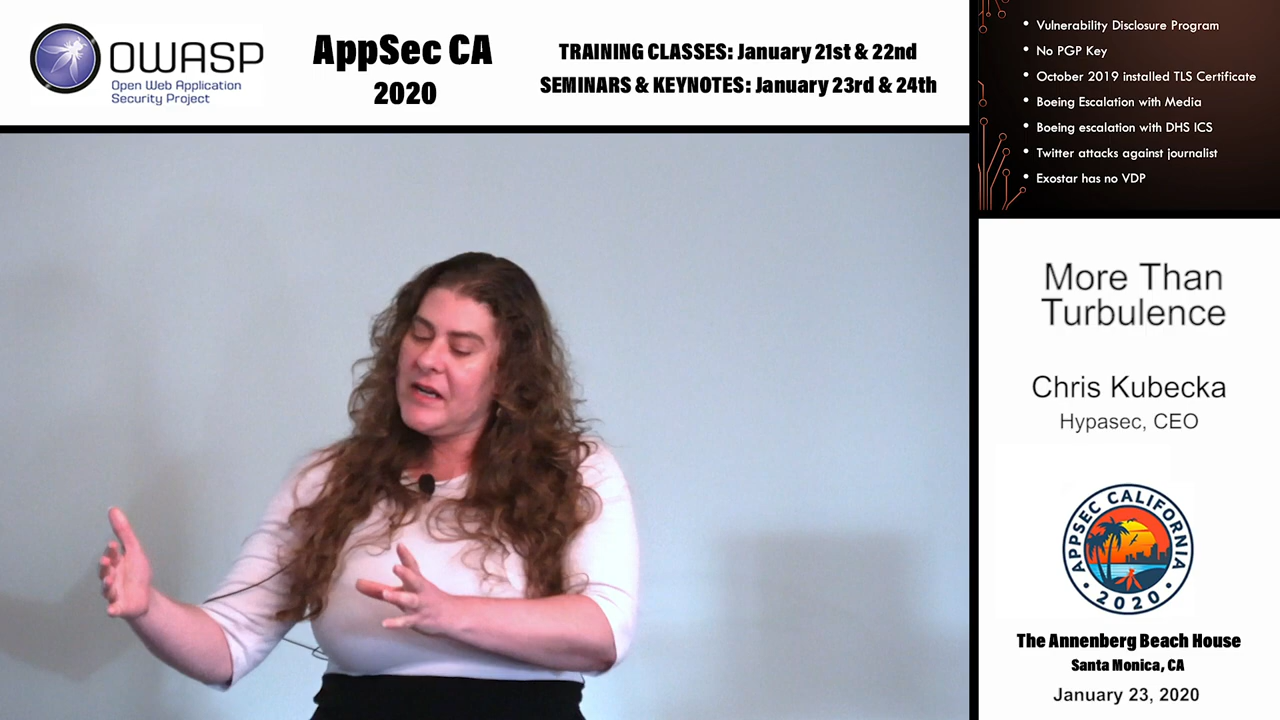 OWASP
Open Web Application
Security Project
AppSec CA
2020
TRAINING CLASSES: January 21st & 22nd
SEMINARS & KEYNOTES: January 23rd & 24th
• Vulnerability Disclosure Program
• No PGP Key
• October 2019 installed TLS Certificate
• Boeing Escalation with Media
• Boeing escalation with DHS ICS
• Twitter attacks against journalist
• Exostar has no VDP
More Than
Turbulence
Chris Kubecka
Hypasec, CEO
APPSEC CALIFORNIA
• 2020 •
The Annenberg Beach House
Santa Monica, CA
January 23, 2020